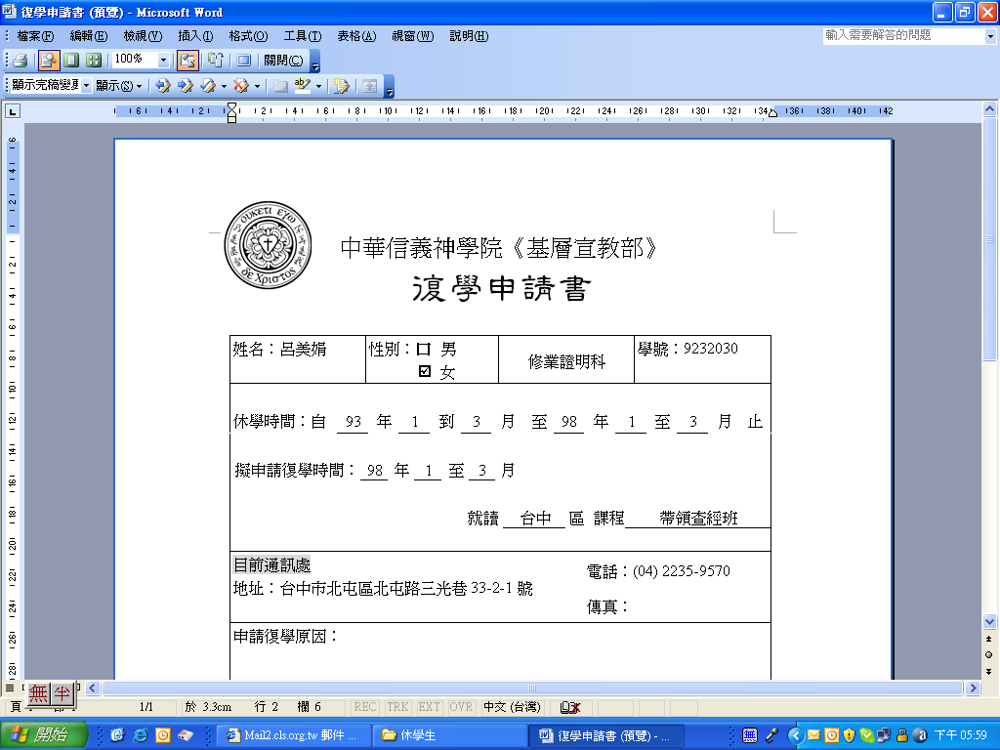 復學申請書 (預覽) - Microsoft Word
檔案(F) 編輯(E) 檢視(V) 插入(I) 格式(O) 工具(T) 表格(A) 視窗(W) 說明(H) 輸入需要解答的問題
100% 關閉(C)
顯示完稿變更 顯示(S)
6 4 2 2 4 6 8 10 12 14 16 18 20 22 24 26 28 30 32 34 36 38 40 42
中華信義神學院《基層宣教部》
復學申請書
姓名：呂美娟 性別：□ 男 修業證明科 學號：9232030
☑ 女
休學時間：自 93 年 1 到 3 月 至 98 年 1 至 3 月 止
擬申請復學時間：98 年 1 至 3 月
就讀 台中 區 課程 帶領查經班
目前通訊處
電話：(04) 2235-9570
地址：台中市北屯區北屯路三光巷 33-2-1 號
傳真：
申請復學原因：
無 半
頁 1/1 於 3.3cm 行 2 欄 6 REC TRK EXT OVR 中文 (台灣)
開始 Mail2.cls.org.tw 郵件 ... 休學生 復學申請書 (預覽) - ... 下午 05:59